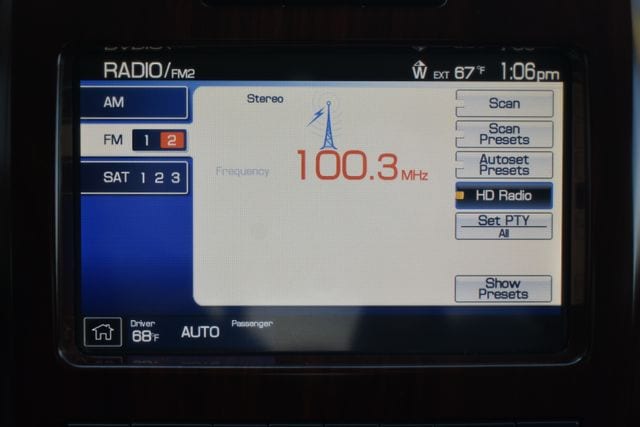 RADIO/FM2
W EXT 67°F 1:06pm
AM
Stereo
Scan
FM 1 2
Scan
Presets
Frequency 100.3 MHz
Autoset
Presets
SAT 1 2 3
HD Radio
Set PTY
All
Show
Presets
Driver
68°F
AUTO
Passenger